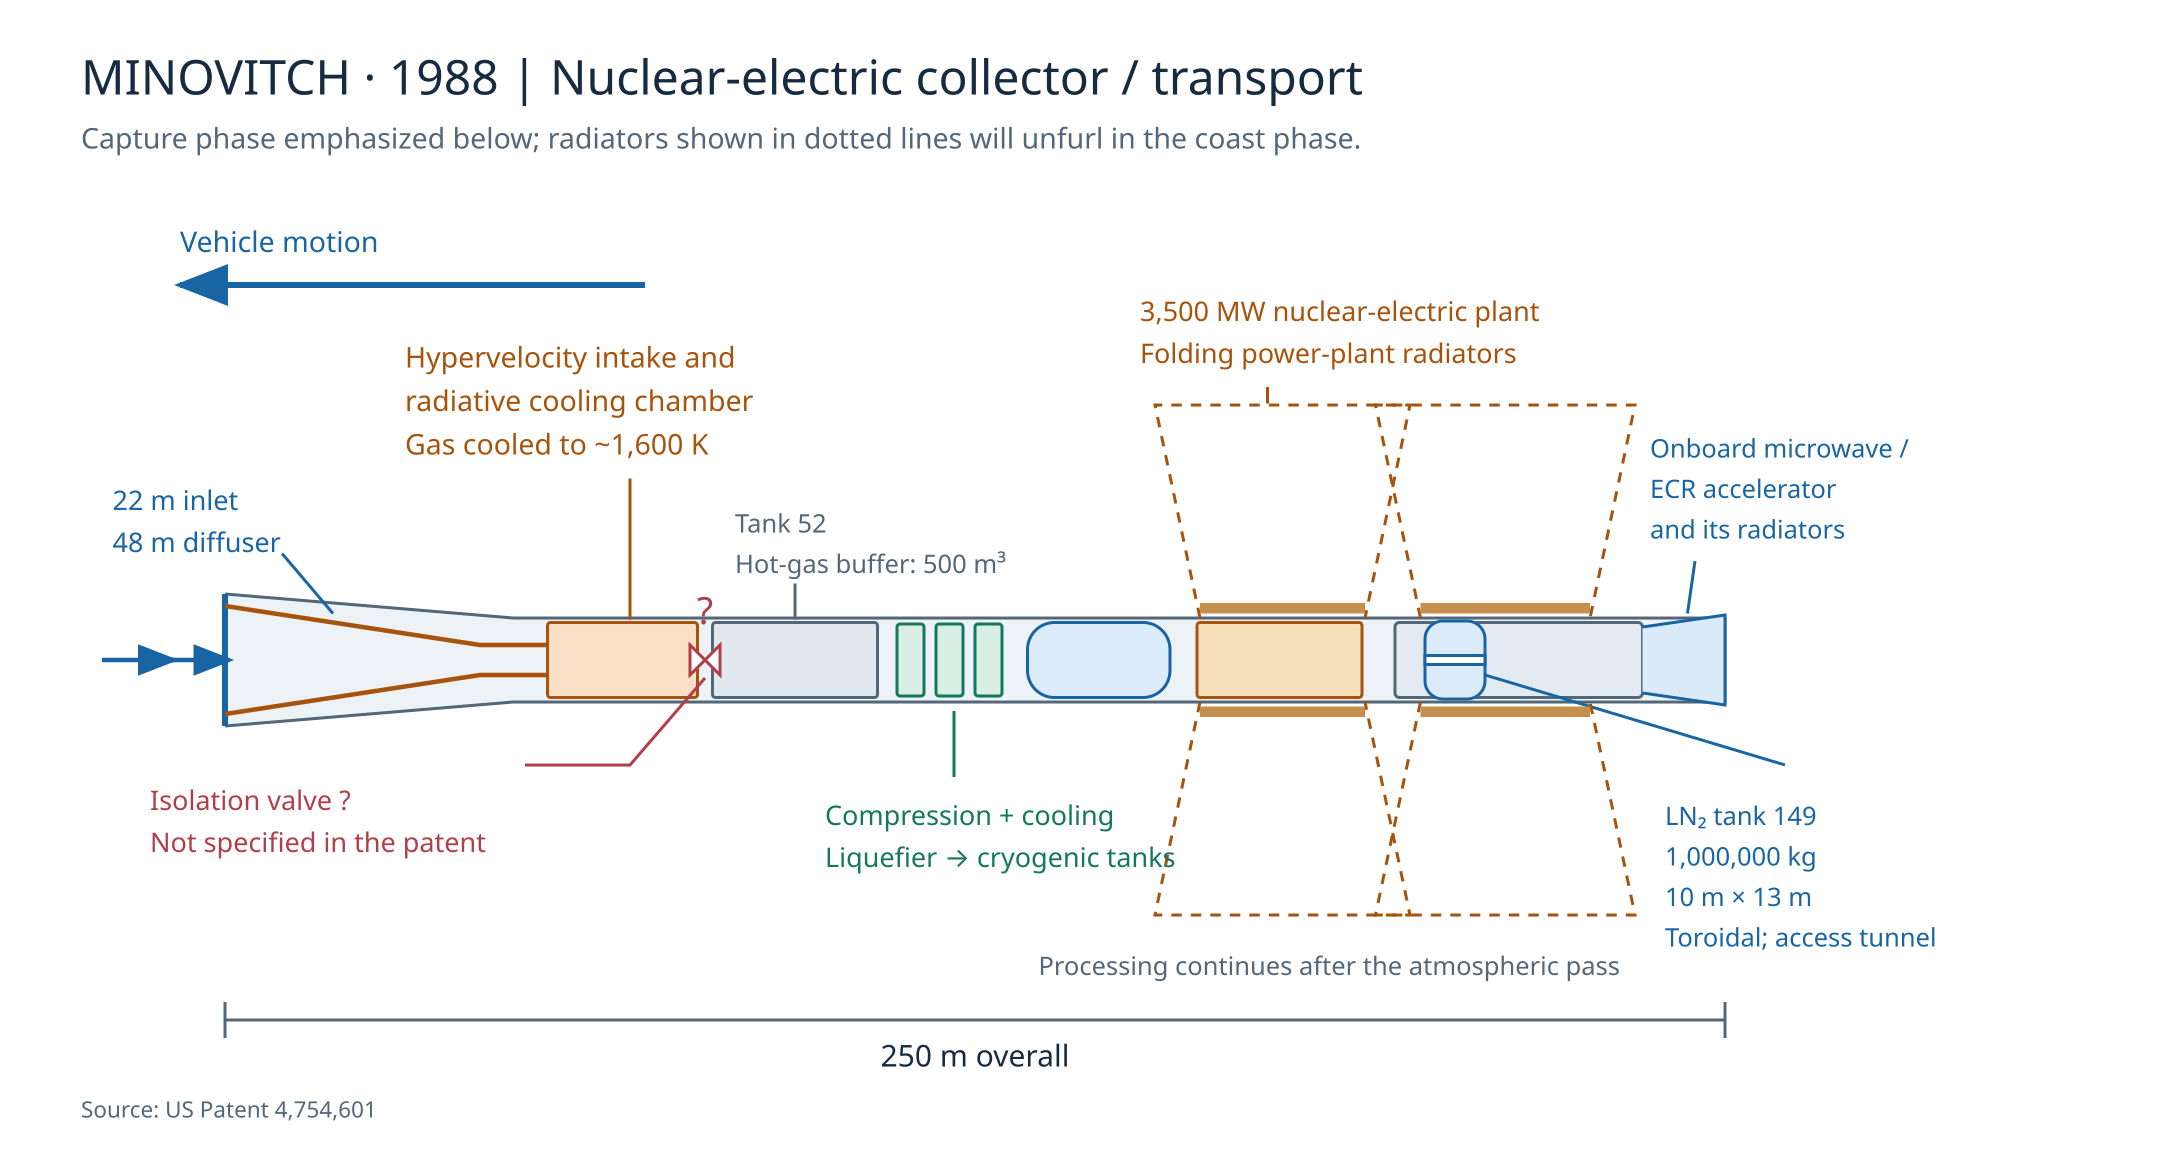 MINOVITCH · 1988 | Nuclear-electric collector / transport
Capture phase emphasized below; radiators shown in dotted lines will unfurl in the coast phase.
Vehicle motion
3,500 MW nuclear-electric plant
Folding power-plant radiators
Hypervelocity intake and
radiative cooling chamber
Gas cooled to ~1,600 K
Onboard microwave /
ECR accelerator
and its radiators
22 m inlet
48 m diffuser
Tank 52
Hot-gas buffer: 500 m³
?
Isolation valve ?
Not specified in the patent
Compression + cooling
Liquefier → cryogenic tanks
LN₂ tank 149
1,000,000 kg
10 m × 13 m
Toroidal; access tunnel
Processing continues after the atmospheric pass
250 m overall
Source: US Patent 4,754,601